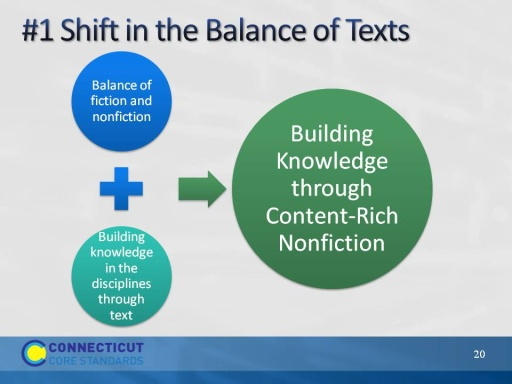 #1 Shift in the Balance of Texts
Balance of
fiction and
nonfiction
Building
knowledge
in the
disciplines
through
text
Building
Knowledge
through
Content-Rich
Nonfiction
CONNECTICUT
CORE STANDARDS
20